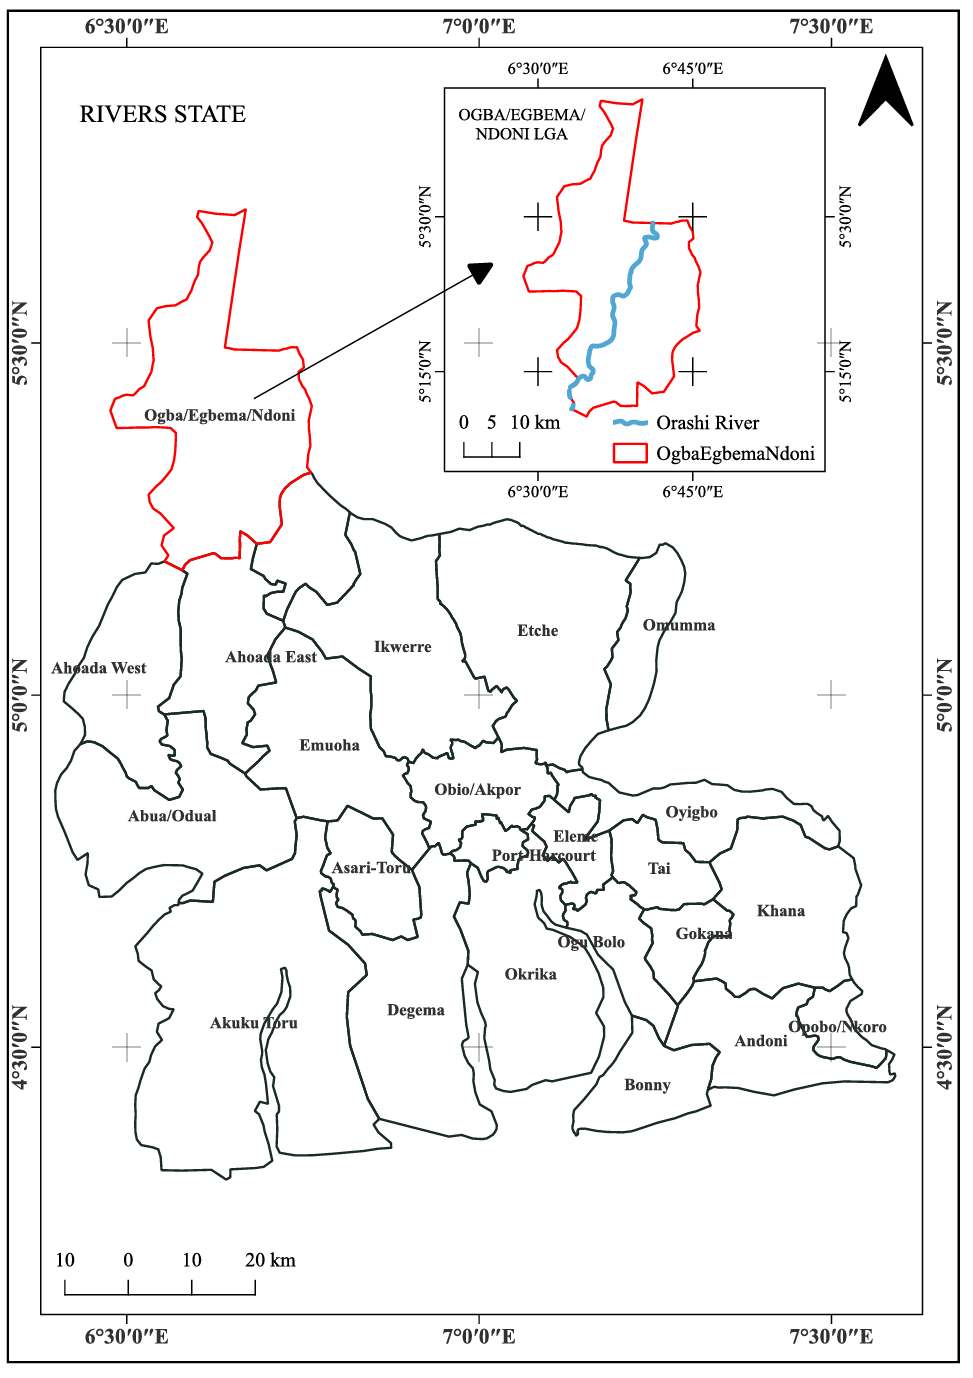 6°30′0″E 7°0′0″E 7°30′0″E
6°30′0″E 6°45′0″E
RIVERS STATE
OGBA/EGBEMA/
NDONI LGA
5°30′0″N 5°30′0″N
5°30′0″N 5°30′0″N
5°15′0″N 5°15′0″N
Ogba/Egbema/Ndoni
0 5 10 km
Orashi River
OgbaEgbemaNdoni
6°30′0″E 6°45′0″E
Etche
Omumma
Ikwerre
Ahoada East
Ahoada West
5°0′0″N 5°0′0″N
Emuoha
Obio/Akpor
Oyigbo
Abua/Odual
Eleme
Port-Harcourt
Asari-Toru
Tai
Khana
Gokana
Ogu Bolo
Okrika
Degema
Akuku Toru
Opobo/Nkoro
Andoni
4°30′0″N 4°30′0″N
Bonny
10 0 10 20 km
6°30′0″E 7°0′0″E 7°30′0″E